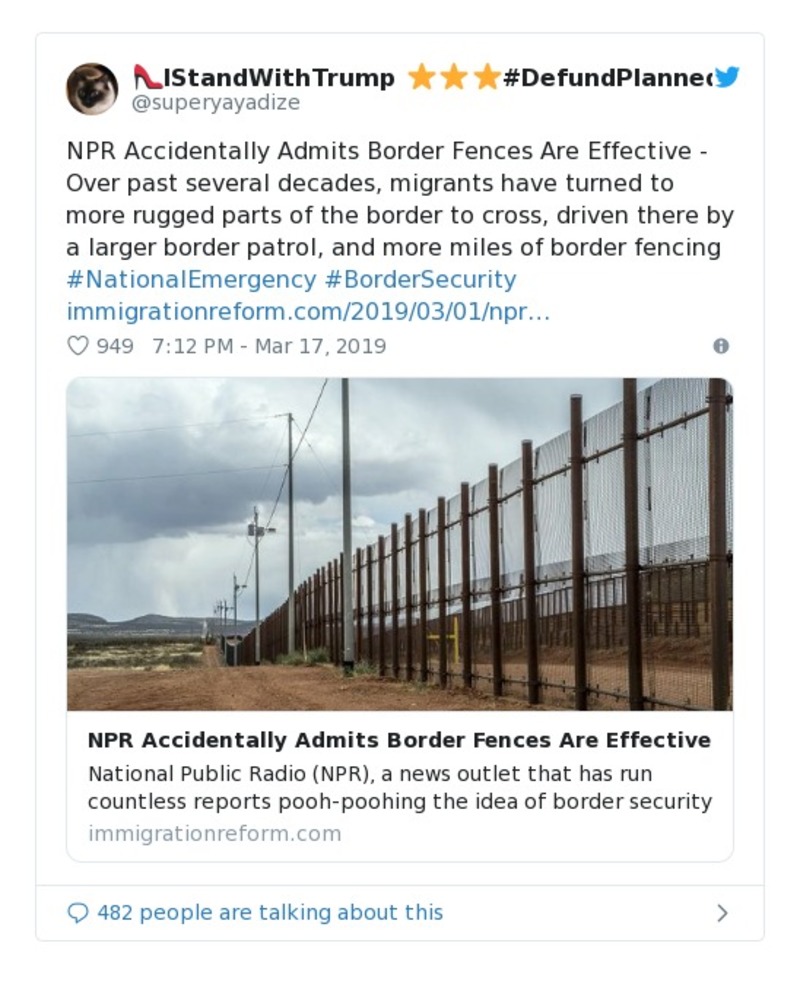 👠IStandWithTrump ⭐⭐⭐#DefundPlanned
@superyayadize
NPR Accidentally Admits Border Fences Are Effective -
Over past several decades, migrants have turned to
more rugged parts of the border to cross, driven there by
a larger border patrol, and more miles of border fencing
#NationalEmergency #BorderSecurity
immigrationreform.com/2019/03/01/npr…
949 7:12 PM - Mar 17, 2019
NPR Accidentally Admits Border Fences Are Effective
National Public Radio (NPR), a news outlet that has run
countless reports pooh-poohing the idea of border security
immigrationreform.com
482 people are talking about this